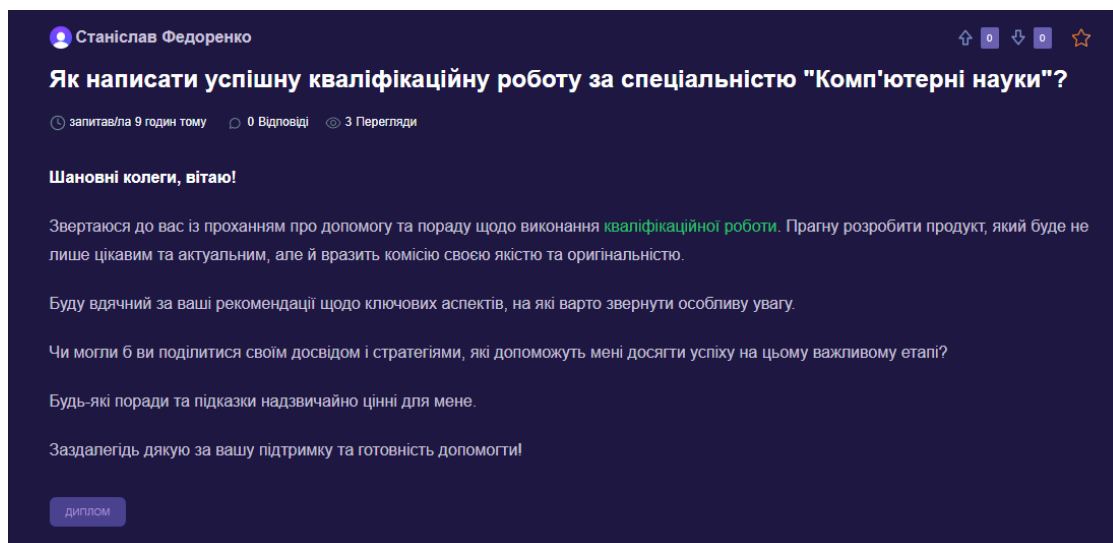 Станіслав Федоренко 0 0
Як написати успішну кваліфікаційну роботу за спеціальністю "Комп'ютерні науки"?
запитав/ла 9 годин тому 0 Відповіді 3 Перегляди
Шановні колеги, вітаю!
Звертаюся до вас із проханням про допомогу та пораду щодо виконання кваліфікаційної роботи. Прагну розробити продукт, який буде не
лише цікавим та актуальним, але й вразить комісію своєю якістю та оригінальністю.
Буду вдячний за ваші рекомендації щодо ключових аспектів, на які варто звернути особливу увагу.
Чи могли б ви поділитися своїм досвідом і стратегіями, які допоможуть мені досягти успіху на цьому важливому етапі?
Будь-які поради та підказки надзвичайно цінні для мене.
Заздалегідь дякую за вашу підтримку та готовність допомогти!
диплом